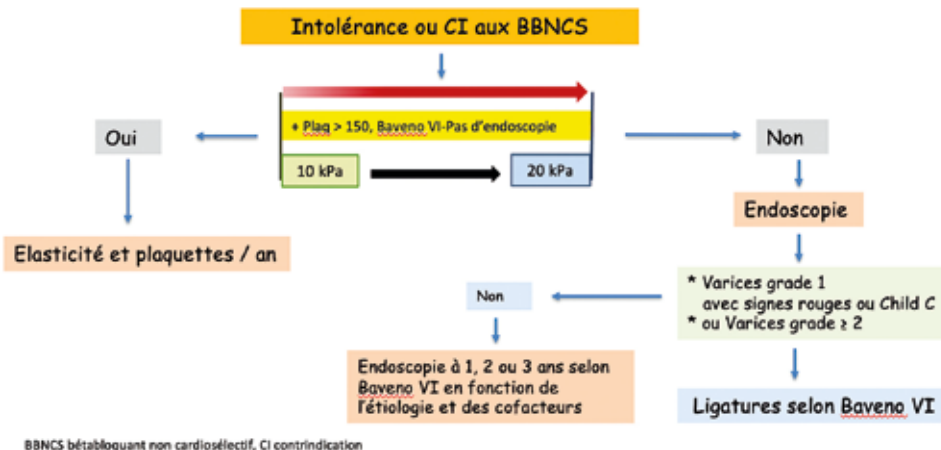 Intolérance ou CI aux BBNCS
+ Plaq > 150, Baveno VI-Pas d'endoscopie
Oui
Non
10 kPa
20 kPa
Endoscopie
Elasticité et plaquettes / an
* Varices grade 1
avec signes rouges ou Child C
* ou Varices grade ≥ 2
Non
Endoscopie à 1, 2 ou 3 ans selon
Baveno VI en fonction de
l'étiologie et des cofacteurs
Ligatures selon Baveno VI
BBNCS bétabloquant non cardiosélectif, CI contrindication